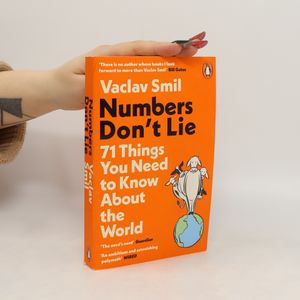 'There is no author whose books I look
forward to more than Vaclav Smil' Bill Gates
Vaclav Smil
Numbers
Don't Lie
71 Things
You Need
to Know
About
the
World
'The nerd's nerd' Guardian
'An ambitious and astonishing
polymath' WIRED
Numbers
Don't Lie
Vaclav
Smil